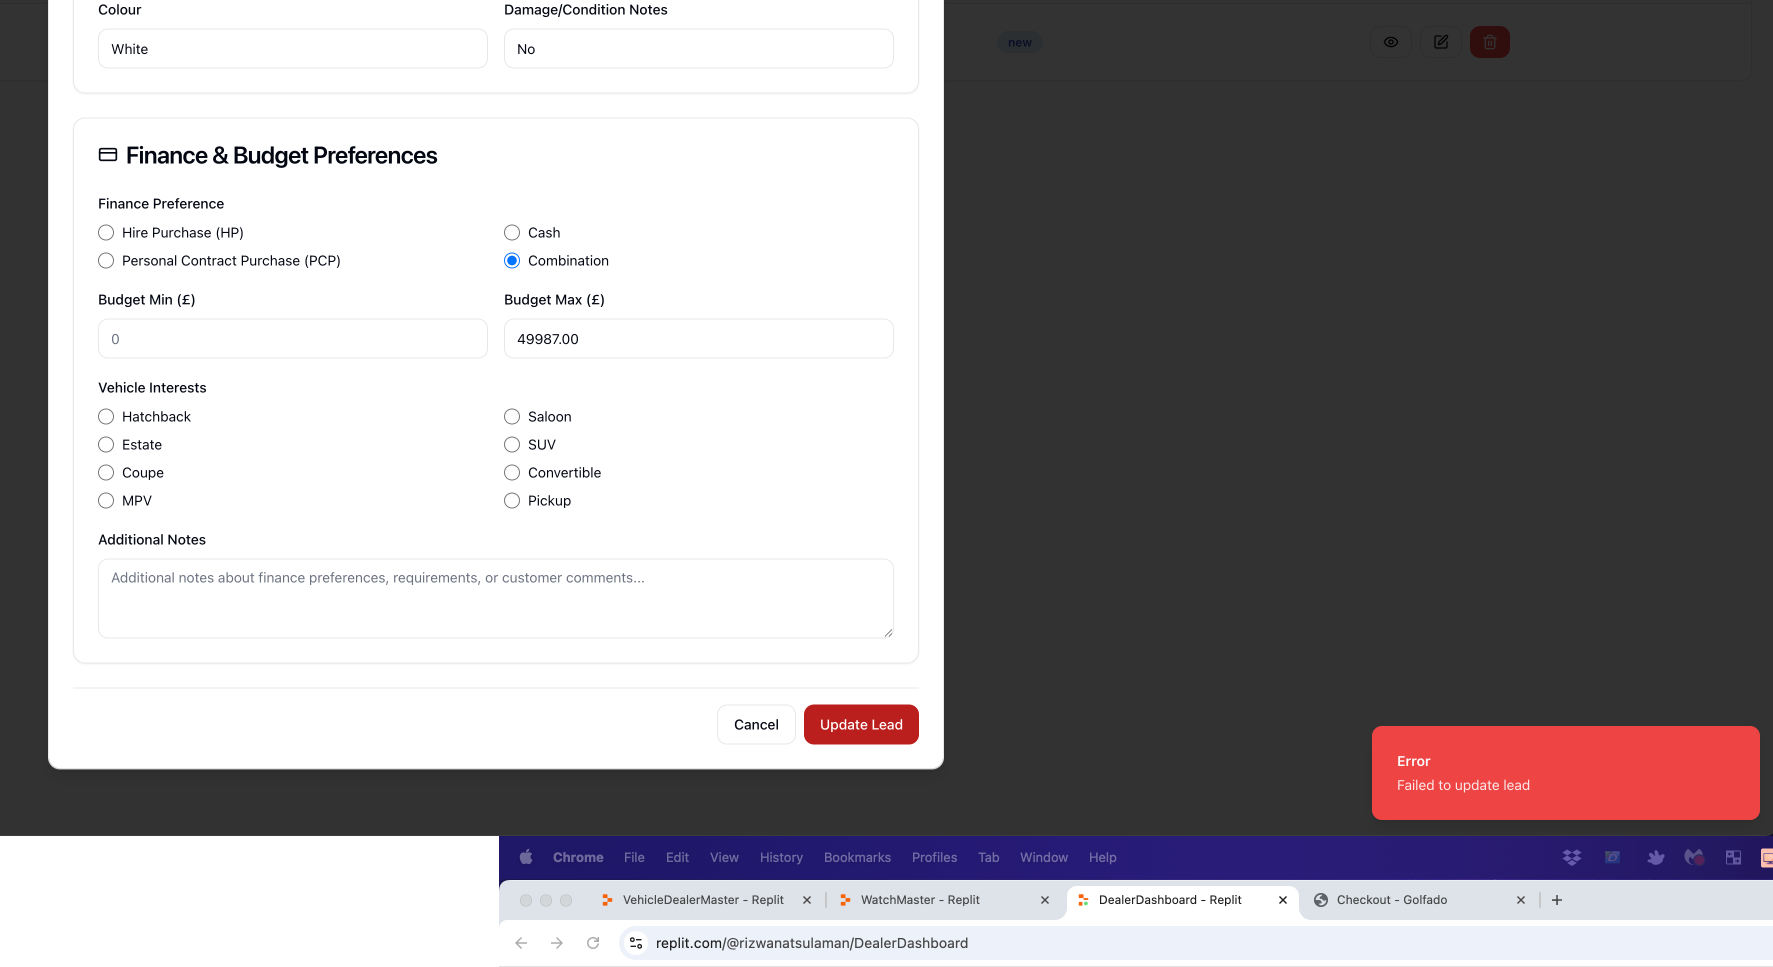 Colour
Damage/Condition Notes
White
No
new
Finance & Budget Preferences
Finance Preference
Hire Purchase (HP)
Cash
Personal Contract Purchase (PCP)
Combination
Budget Min (£)
Budget Max (£)
0
49987.00
Vehicle Interests
Hatchback
Saloon
Estate
SUV
Coupe
Convertible
MPV
Pickup
Additional Notes
Additional notes about finance preferences, requirements, or customer comments...
Cancel
Update Lead
Error
Failed to update lead
Chrome File Edit View History Bookmarks Profiles Tab Window Help
VehicleDealerMaster - Replit
WatchMaster - Replit
DealerDashboard - Replit
Checkout - Golfado
replit.com/@rizwanatsulaman/DealerDashboard